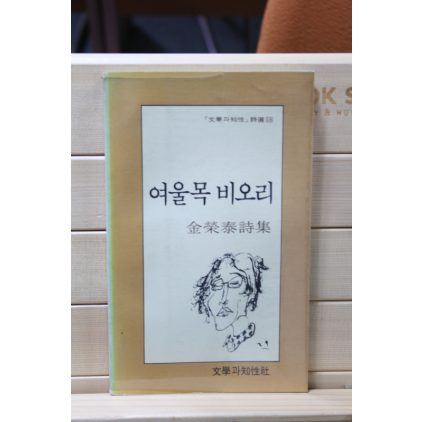 「文學과知性」詩選
여울목 비오리
金榮泰詩集
文學과知性社
OK S